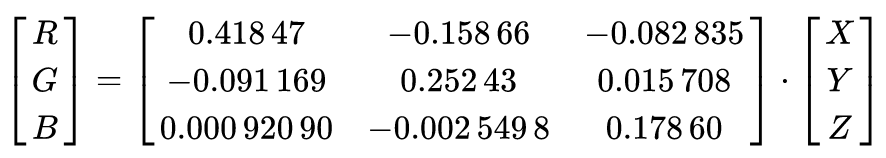 R 0.418 47 −0.158 66 −0.082 835 X
G = −0.091 169 0.252 43 0.015 708 · Y
B 0.000 920 90 −0.002 549 8 0.178 60 Z